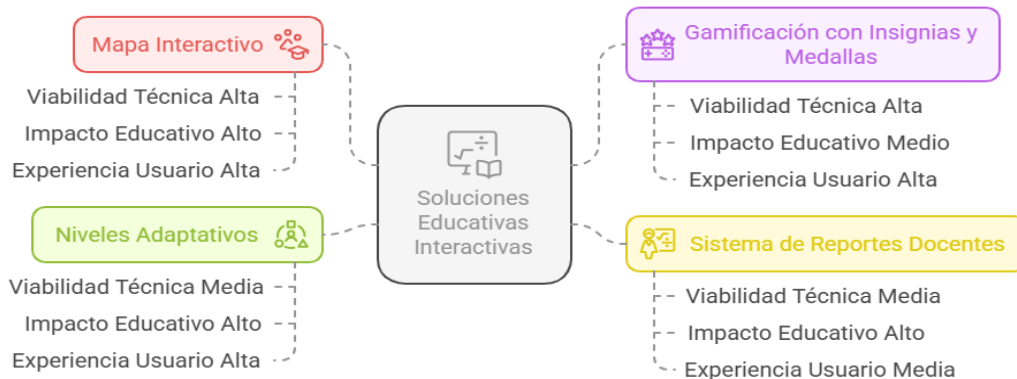 Mapa Interactivo
Viabilidad Técnica Alta
Impacto Educativo Alto
Experiencia Usuario Alta
Niveles Adaptativos
Viabilidad Técnica Media
Impacto Educativo Alto
Experiencia Usuario Alta
Soluciones
Educativas
Interactivas
Gamificación con Insignias y
Medallas
Viabilidad Técnica Alta
Impacto Educativo Medio
Experiencia Usuario Alta
Sistema de Reportes Docentes
Viabilidad Técnica Media
Impacto Educativo Alto
Experiencia Usuario Media